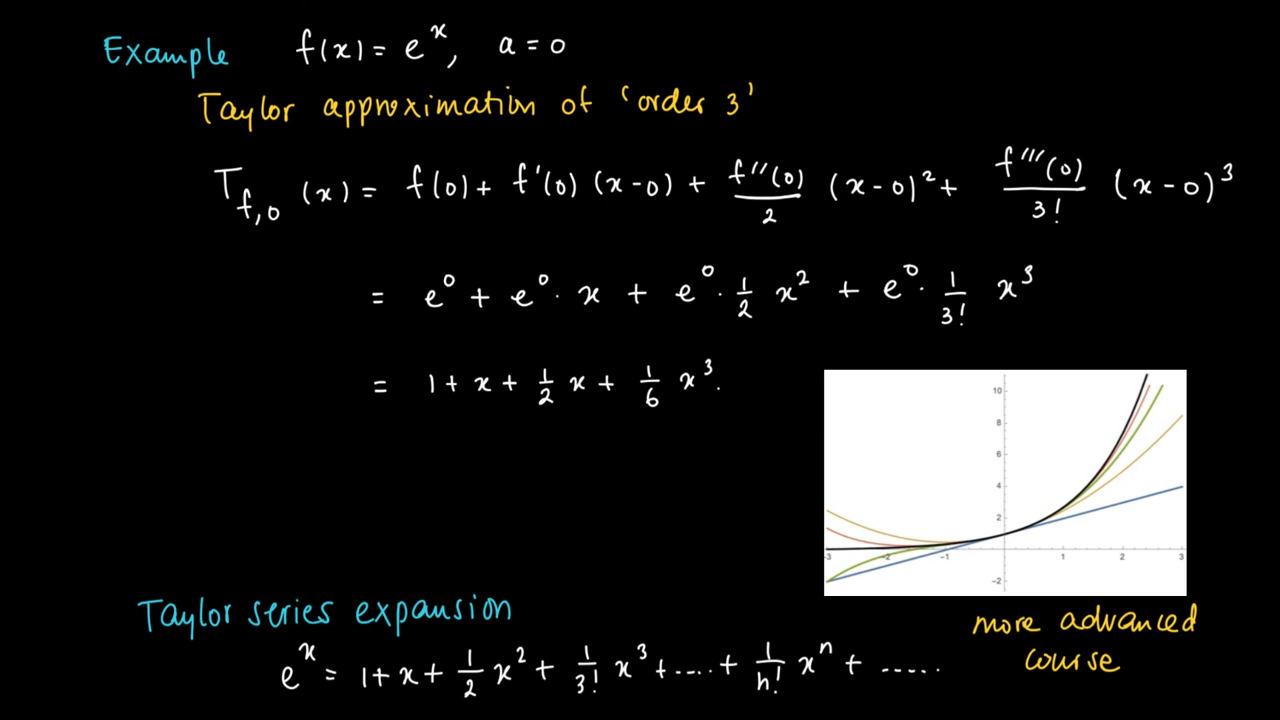 Example f(x) = e^x, a = 0
Taylor approximation of 'order 3'
T_{f,0} (x) = f(0) + f'(0) (x-0) + f''(0)/2 (x-0)^2 + f'''(0)/3! (x-0)^3
= e^0 + e^0 · x + e^0 · 1/2 x^2 + e^0 · 1/3! x^3
= 1 + x + 1/2 x + 1/6 x^3.
10
8
6
4
2
-3 -2 -1 1 2 3
-2
Taylor series expansion
e^x = 1 + x + 1/2 x^2 + 1/3! x^3 + .... + 1/n! x^n + .....
more advanced
course